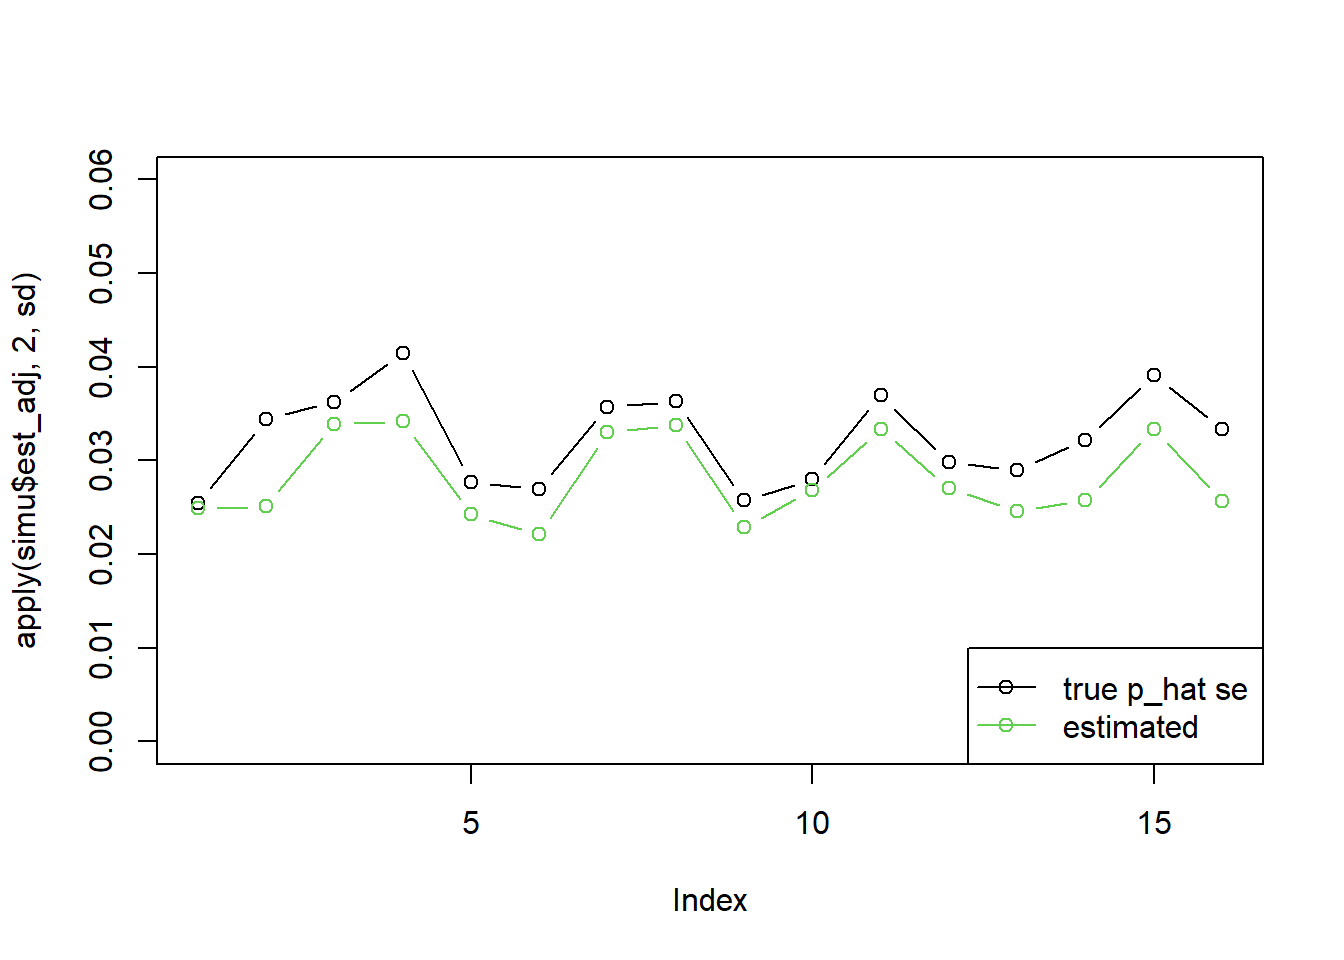 apply(simu$est_adj, 2, sd)
0.06
0.05
0.04
0.03
0.02
0.01
0.00
true p_hat se
estimated
5
10
15
Index